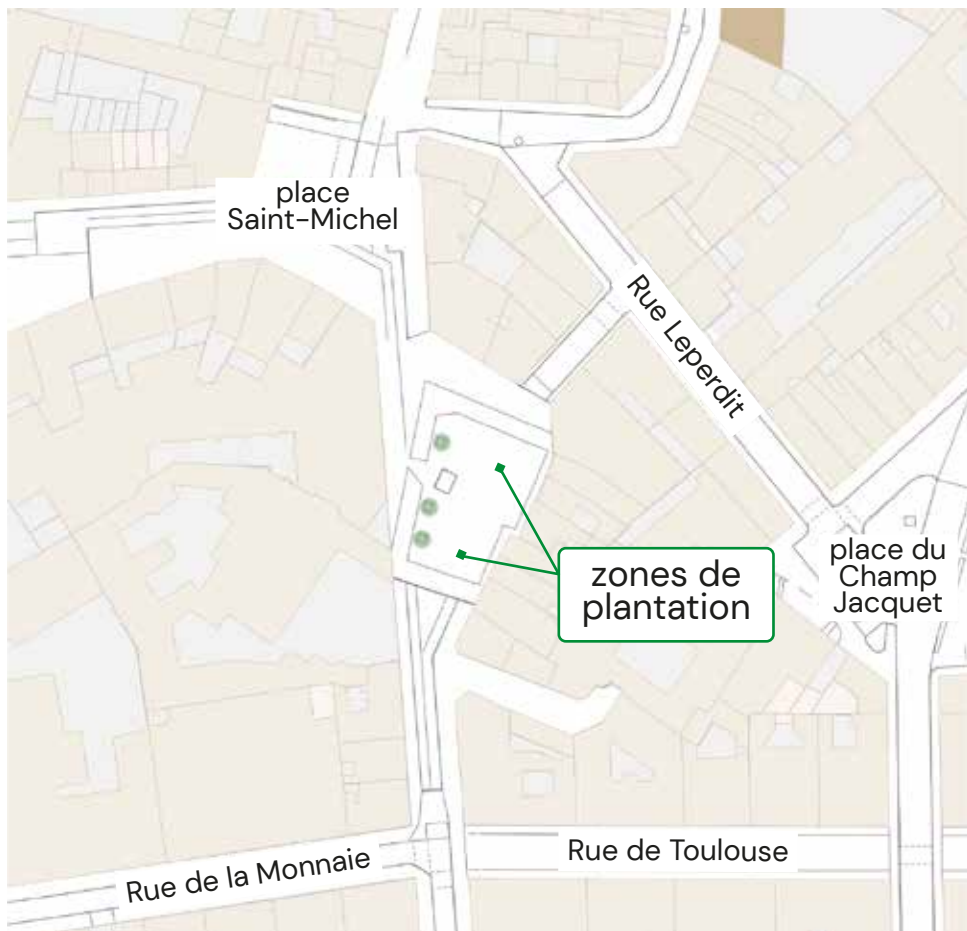 place
Saint-Michel
Rue Leperdit
place du
Champ
Jacquet
zones de
plantation
Rue de Toulouse
Rue de la Monnaie